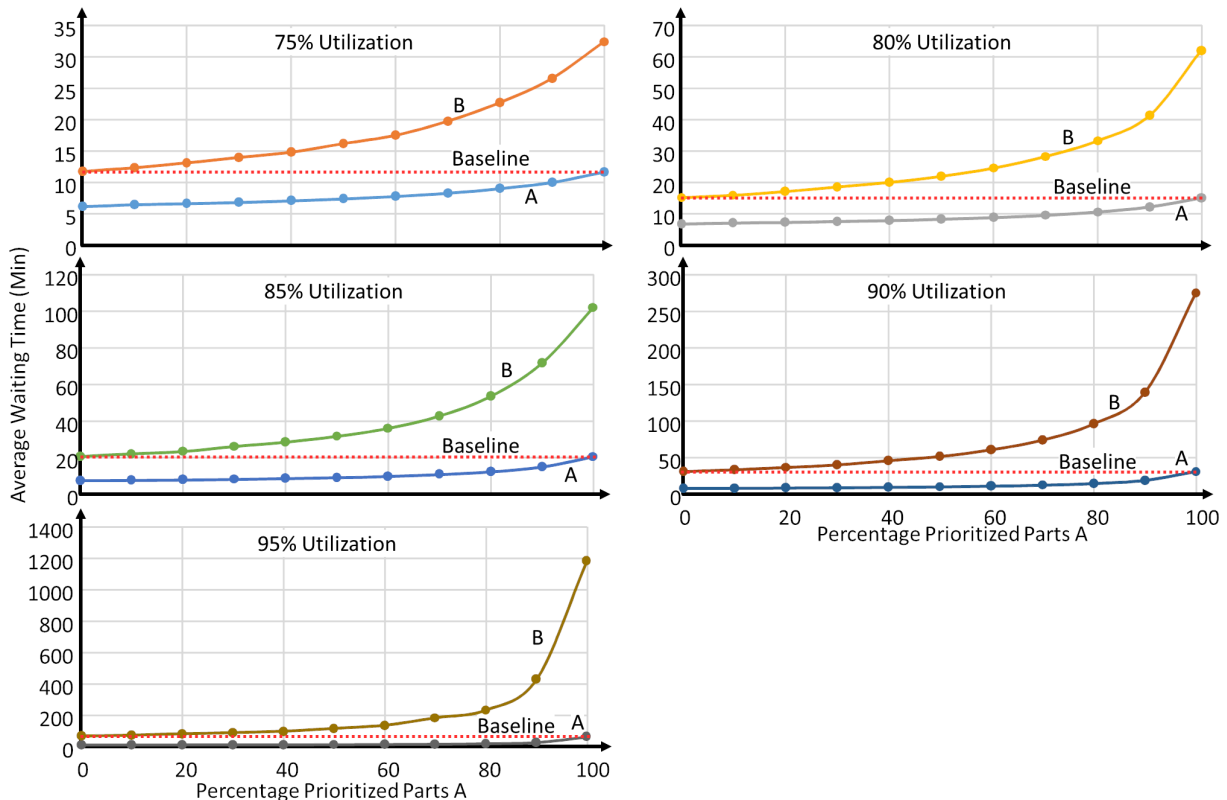 Average Waiting Time (Min)
75% Utilization
35
30
25
20
15
10
5
0
B
Baseline
A
80% Utilization
70
60
50
40
30
20
10
0
B
Baseline
A
85% Utilization
120
100
80
60
40
20
0
B
Baseline
A
90% Utilization
300
250
200
150
100
50
0
B
Baseline
A
0 20 40 60 80 100
Percentage Prioritized Parts A
95% Utilization
1400
1200
1000
800
600
400
200
0
B
Baseline
A
0 20 40 60 80 100
Percentage Prioritized Parts A